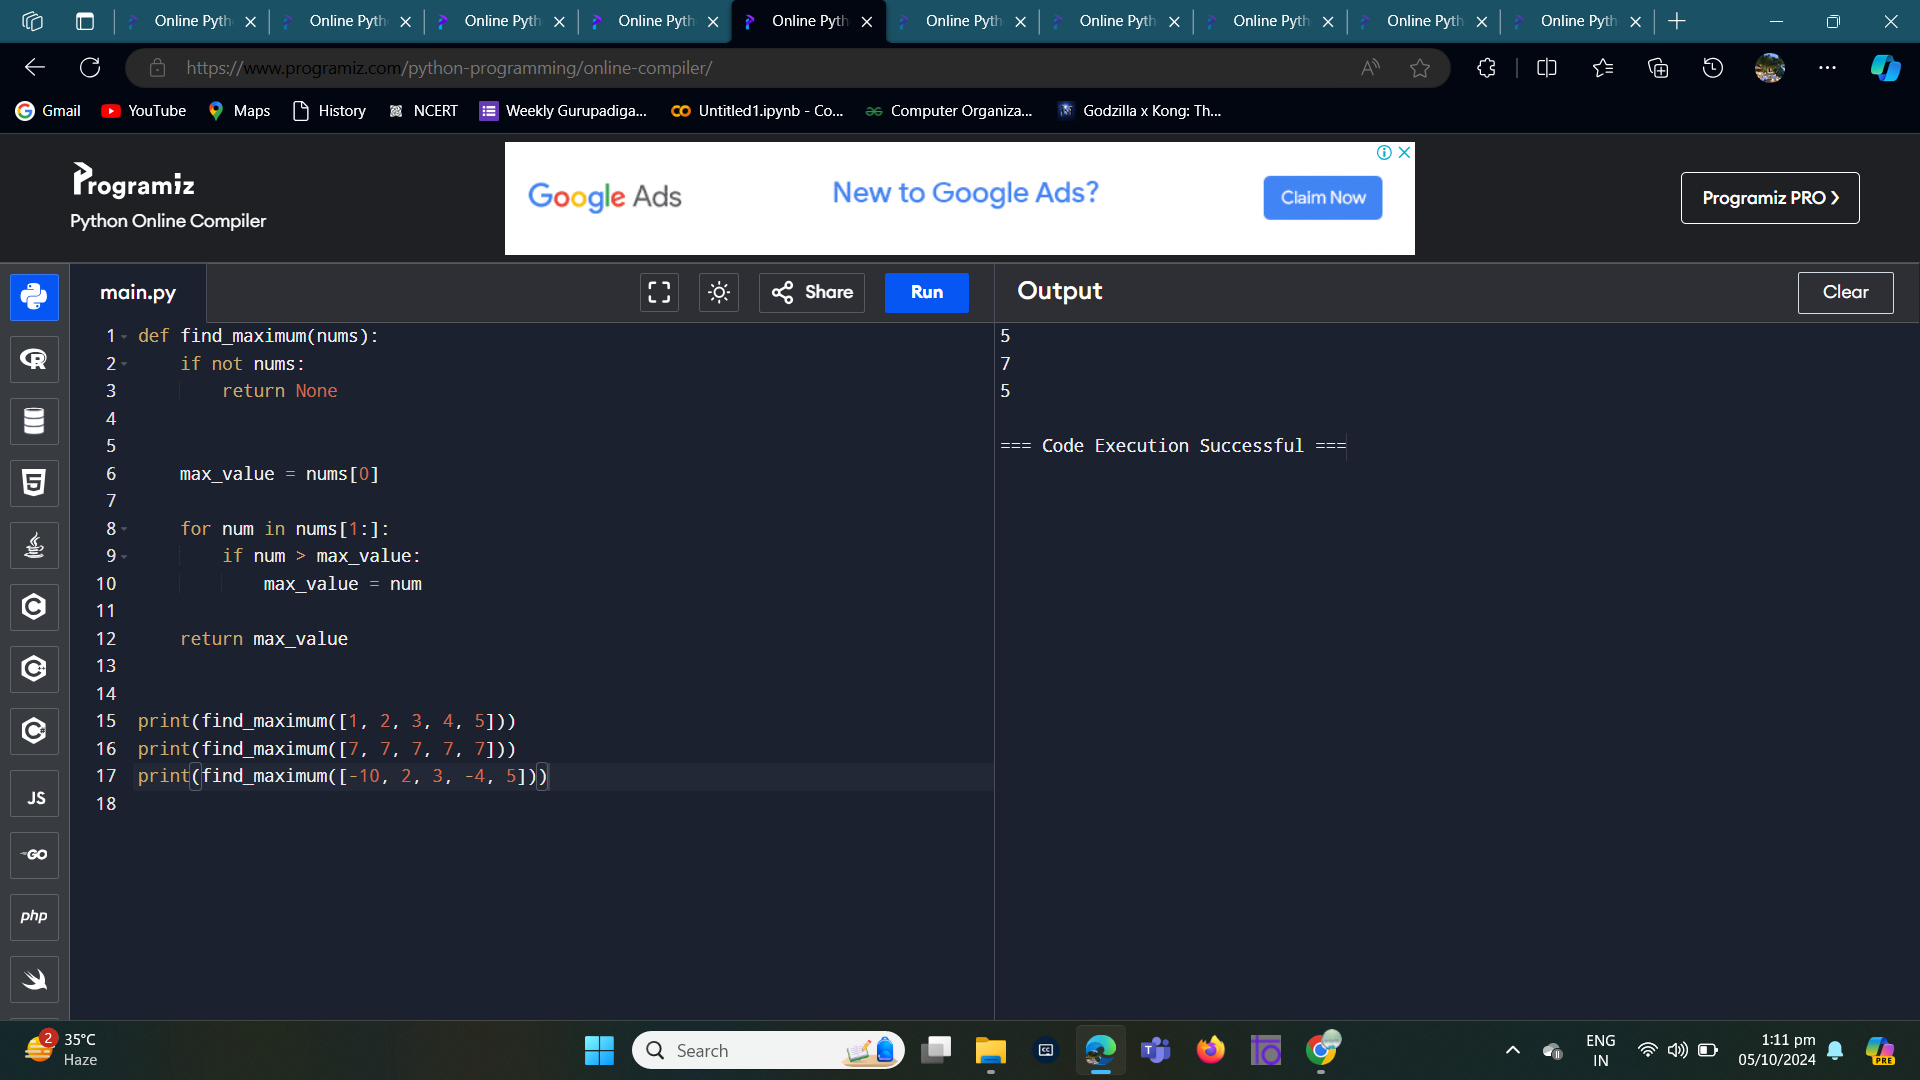 Online Pyth
Online Pyth
Online Pyth
Online Pyth
Online Pyth
Online Pyth
Online Pyth
Online Pyth
Online Pyth
Online Pyth
https://www.programiz.com/python-programming/online-compiler/
Gmail YouTube Maps History NCERT Weekly Gurupadiga... Untitled1.ipynb - Co... Computer Organiza... Godzilla x Kong: Th...
Programiz
Python Online Compiler
Google Ads
New to Google Ads?
Claim Now
Programiz PRO
main.py
Share
Run
Output
Clear
1 def find_maximum(nums):
2     if not nums:
3         return None
4
5
6     max_value = nums[0]
7
8     for num in nums[1:]:
9         if num > max_value:
10             max_value = num
11
12     return max_value
13
14
15 print(find_maximum([1, 2, 3, 4, 5]))
16 print(find_maximum([7, 7, 7, 7, 7]))
17 print(find_maximum([-10, 2, 3, -4, 5]))
18
5
7
5
=== Code Execution Successful ===
R
5
C
C
C
JS
GO
php
2
35°C
Haze
Search
CC
T
ENG
IN
1:11 pm
05/10/2024
PRE